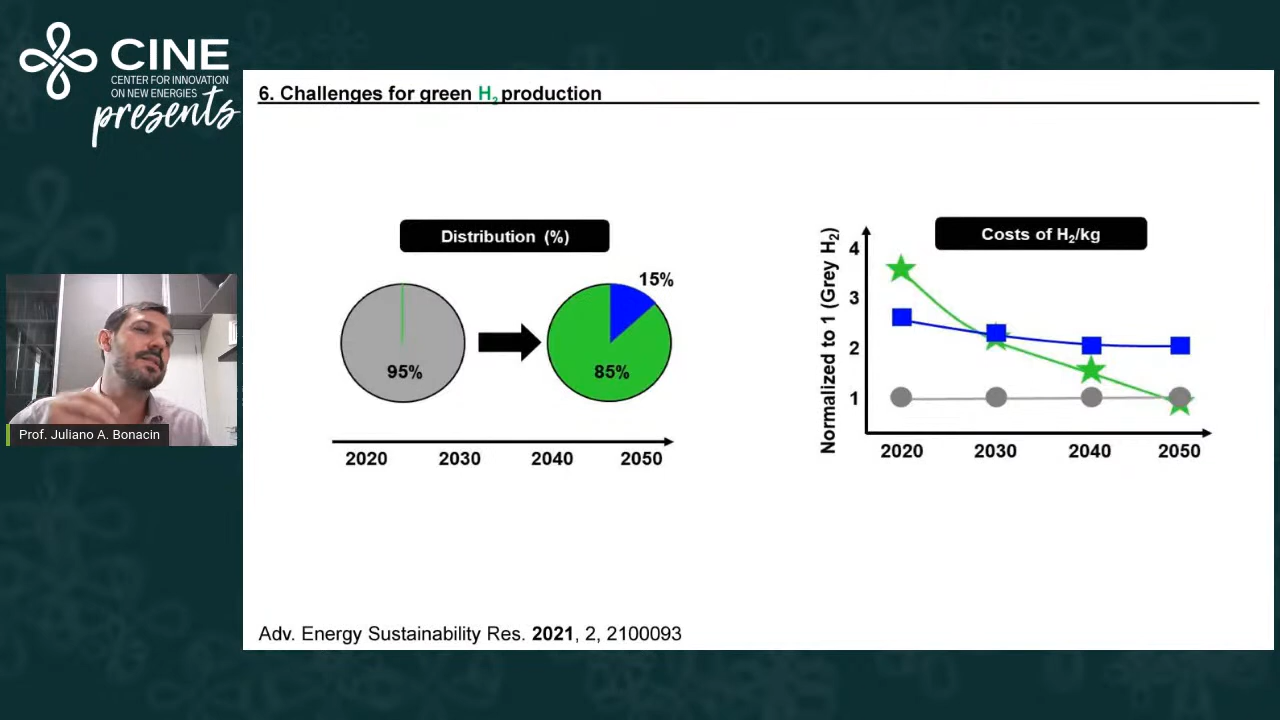 CINE
CENTER FOR INNOVATION
ON NEW ENERGIES
presents
6. Challenges for green H₂ production
Distribution (%)
15%
95%
85%
2020 2030 2040 2050
Costs of H₂/kg
Normalized to 1 (Grey H₂)
4
3
2
1
2020 2030 2040 2050
Prof. Juliano A. Bonacin
Adv. Energy Sustainability Res. 2021, 2, 2100093